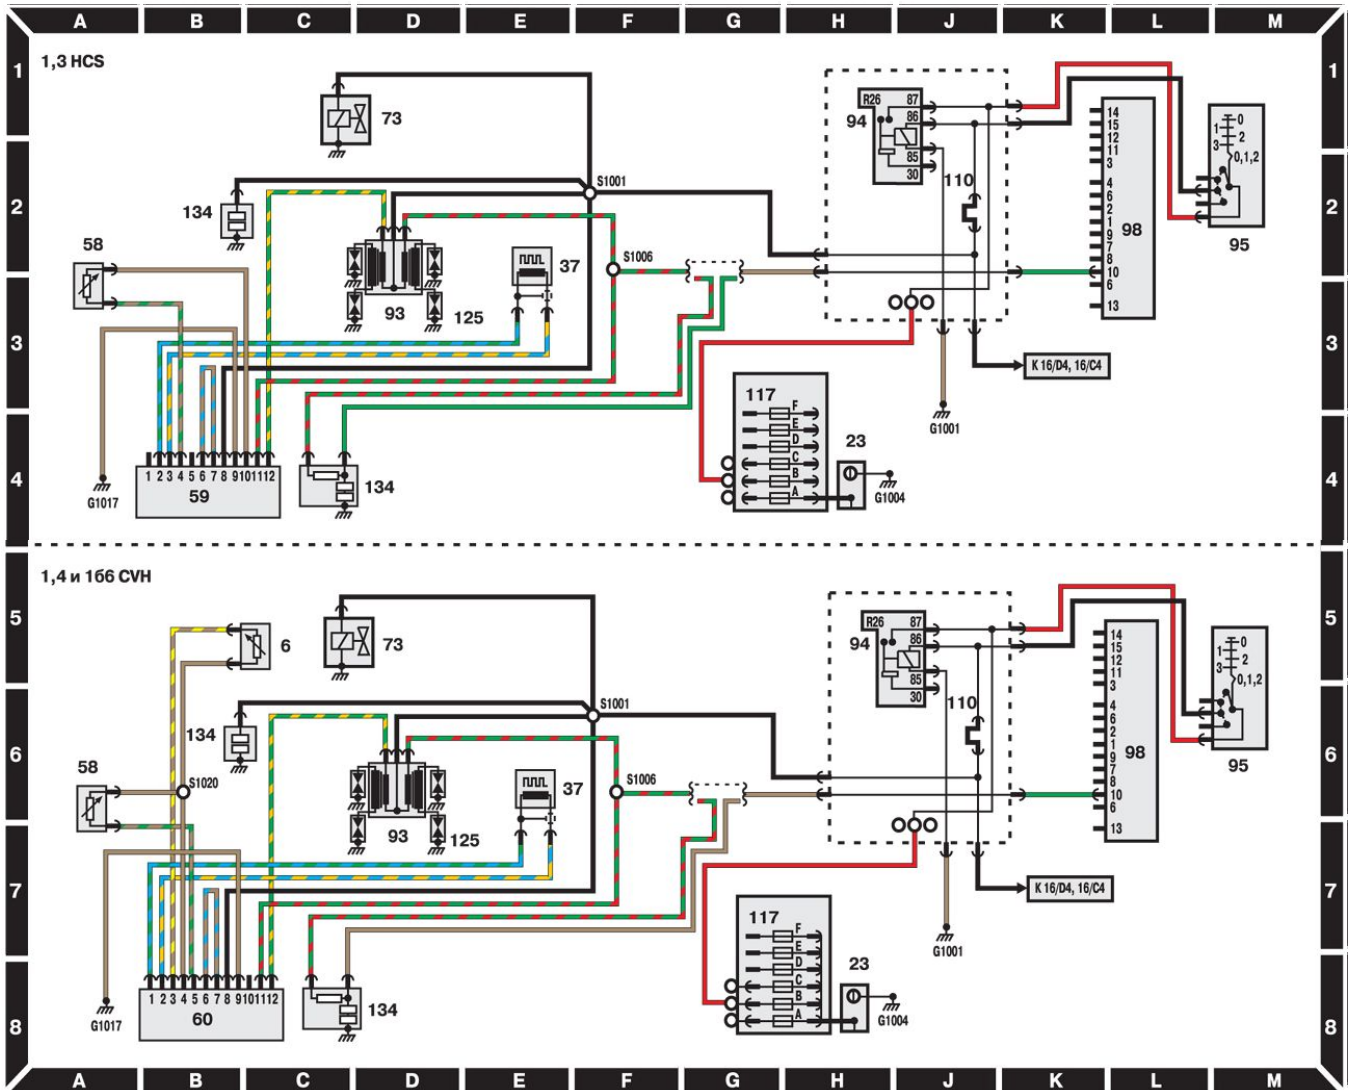 A B C D E F G H J K L M
1 1
1,3 HCS
73
R26
87
86
94
85
30
110
14
15
12
11
3
4
6
2
1
9
7
8
10
6
13
98
0
1
2
3
0,1,2
95
2 2
134
S1001
58
93
125
37
S1006
3 3
K 16/D4, 16/C4
117
F
E
D
C
B
A
23
G1001
G1004
4 4
G1017
1 2 3 4 5 6 7 8 9 10 11 12
59
134
1,4 и 1б6 CVH
5 5
6
73
R26
87
86
94
85
30
110
14
15
12
11
3
4
6
2
1
9
7
8
10
6
13
98
0
1
2
3
0,1,2
95
6 6
134
S1001
58
S1020
93
125
37
S1006
7 7
K 16/D4, 16/C4
117
F
E
D
C
B
A
23
G1001
G1004
8 8
G1017
1 2 3 4 5 6 7 8 9 10 11 12
60
134
A B C D E F G H J K L M